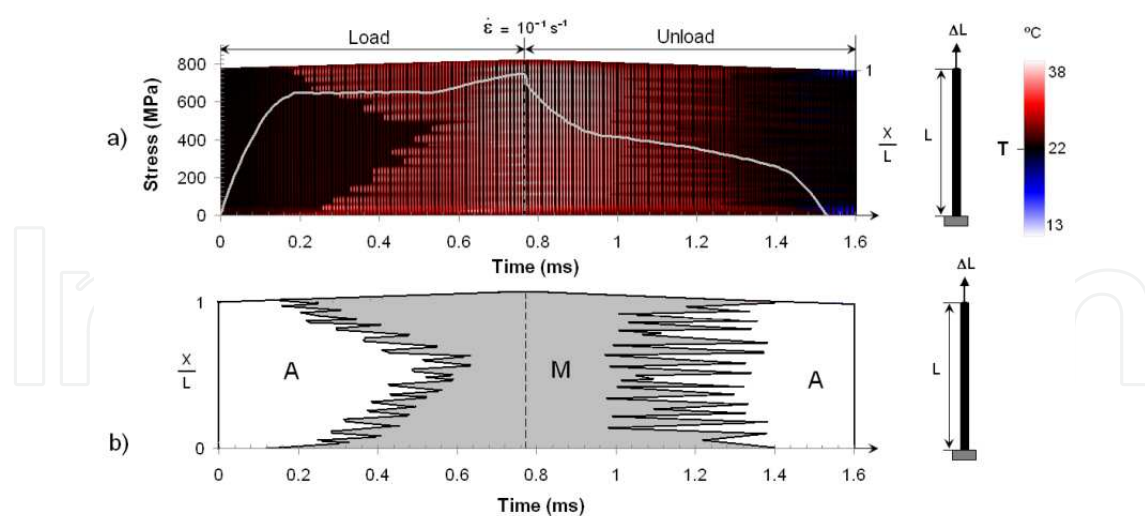 ε̇ = 10⁻¹ s⁻¹
Load
Unload
a)
Stress (MPa)
800
600
400
200
0
1
X/L
0 0.2 0.4 0.6 0.8 1 1.2 1.4 1.6
Time (ms)
ΔL
L
ºC
38
T 22
13
b)
X/L
1
0
A
M
A
0 0.2 0.4 0.6 0.8 1 1.2 1.4 1.6
Time (ms)
ΔL
L